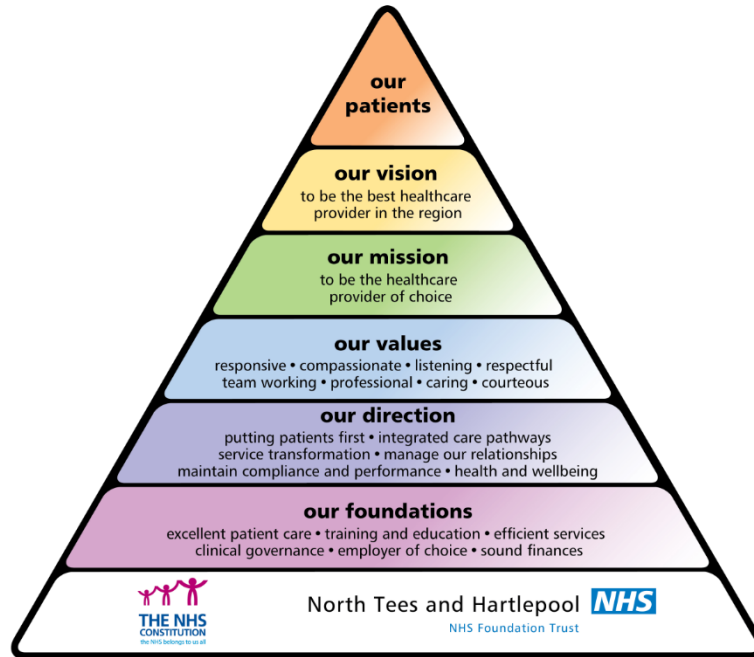 our
patients
our vision
to be the best healthcare
provider in the region
our mission
to be the healthcare
provider of choice
our values
responsive • compassionate • listening • respectful
team working • professional • caring • courteous
our direction
putting patients first • integrated care pathways
service transformation • manage our relationships
maintain compliance and performance • health and wellbeing
our foundations
excellent patient care • training and education • efficient services
clinical governance • employer of choice • sound finances
THE NHS
CONSTITUTION
the NHS belongs to us all
North Tees and Hartlepool NHS
NHS Foundation Trust